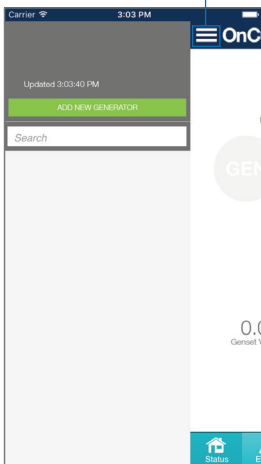 Carrier 3:03 PM
OnC
Updated 3:03:40 PM
ADD NEW GENERATOR
Search
GEN
0.0
Genset V
Status E